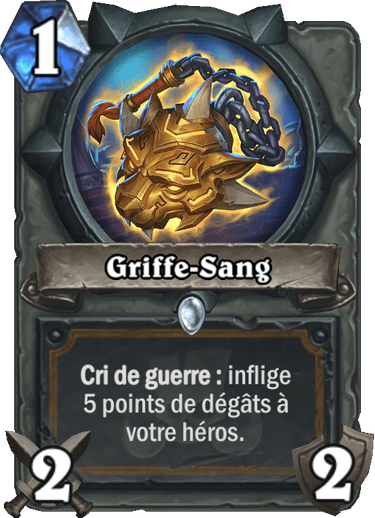 1
Griffe-Sang
Cri de guerre : inflige
5 points de dégâts à
votre héros.
2
2